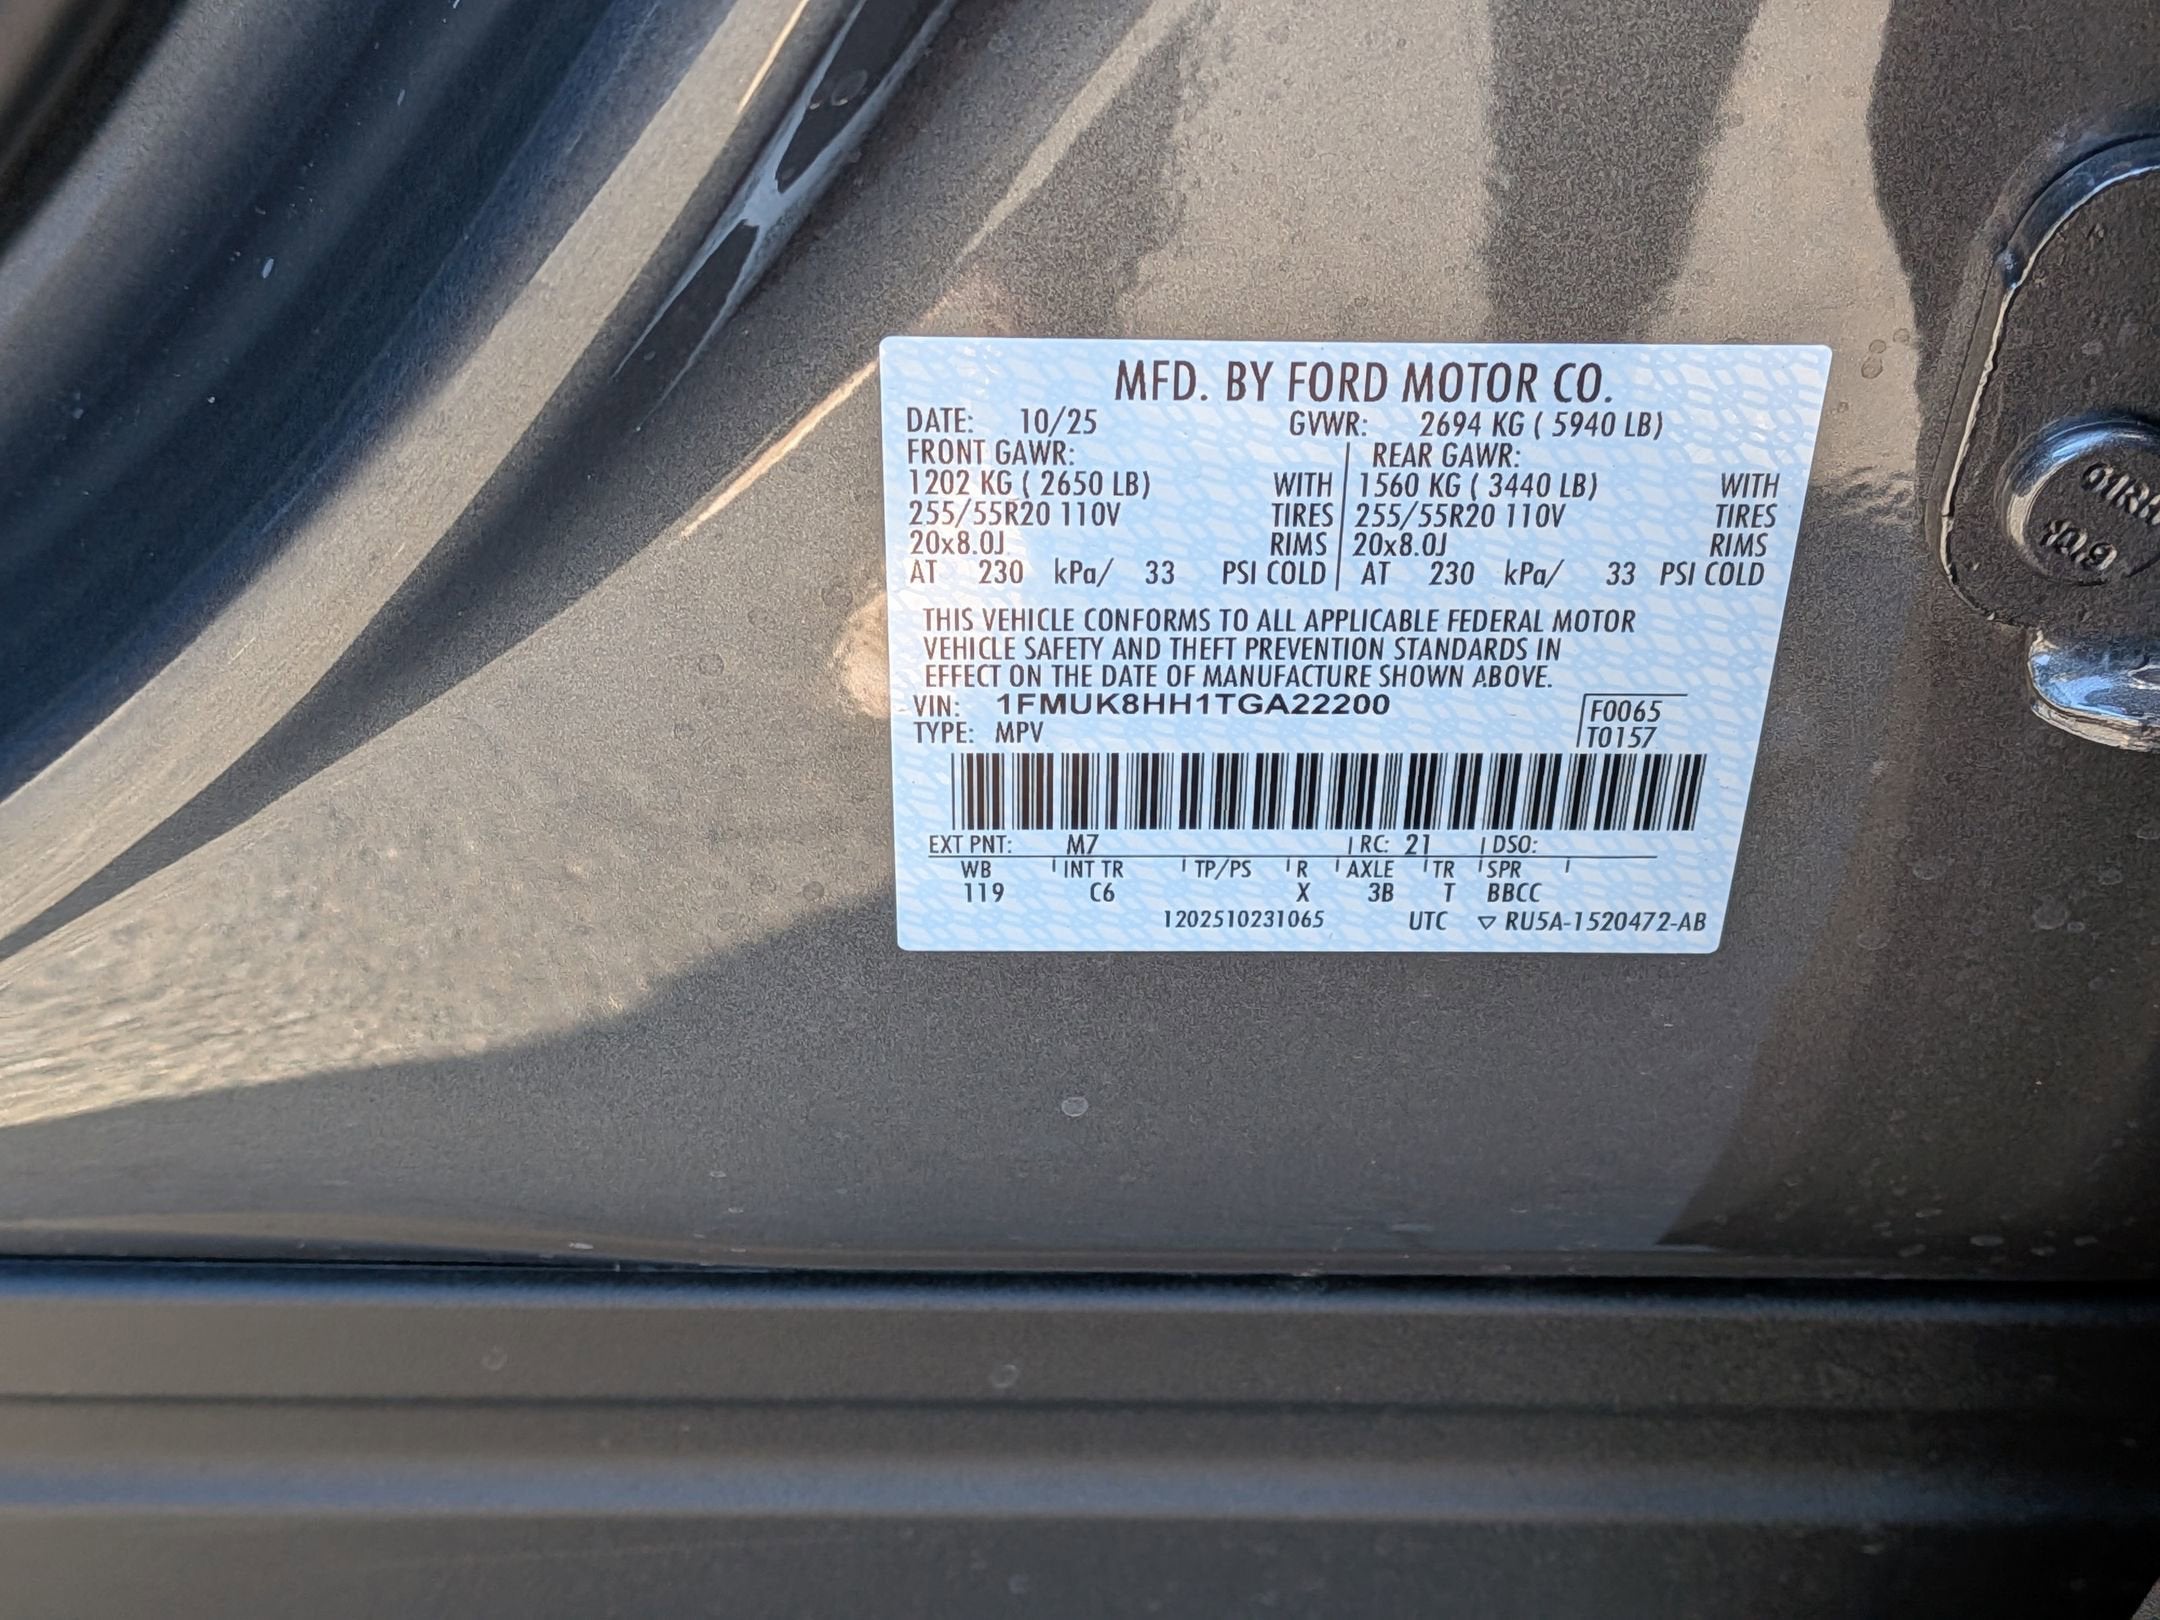 MFD. BY FORD MOTOR CO.
DATE: 10/25 GVWR: 2694 KG ( 5940 LB)
FRONT GAWR: REAR GAWR:
1202 KG ( 2650 LB) WITH 1560 KG ( 3440 LB) WITH
255/55R20 110V TIRES 255/55R20 110V TIRES
20x8.0J RIMS 20x8.0J RIMS
AT 230 kPa/ 33 PSI COLD AT 230 kPa/ 33 PSI COLD
THIS VEHICLE CONFORMS TO ALL APPLICABLE FEDERAL MOTOR
VEHICLE SAFETY AND THEFT PREVENTION STANDARDS IN
EFFECT ON THE DATE OF MANUFACTURE SHOWN ABOVE.
VIN: 1FMUK8HH1TGA22200 F0065
TYPE: MPV T0157
EXT PNT: M7 RC: 21 DSO:
WB INT TR TP/PS R AXLE TR SPR
119 C6 X 3B T BBCC
1202510231065 UTC ▽ RU5A-1520472-AB